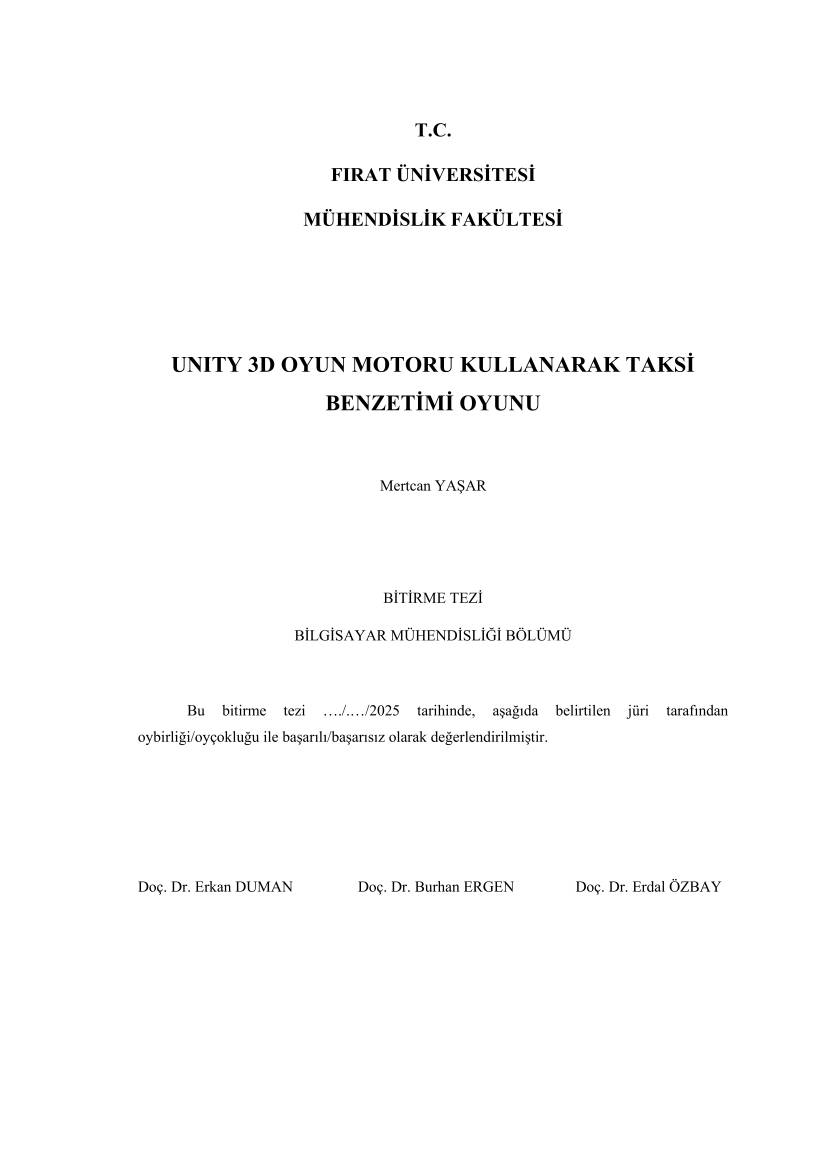 T.C.
FIRAT ÜNİVERSİTESİ
MÜHENDİSLİK FAKÜLTESİ
UNITY 3D OYUN MOTORU KULLANARAK TAKSİ
BENZETİMİ OYUNU
Mertcan YAŞAR
BİTİRME TEZİ
BİLGİSAYAR MÜHENDİSLİĞİ BÖLÜMÜ
Bu bitirme tezi …./.…/2025 tarihinde, aşağıda belirtilen jüri tarafından
oybirliği/oyçokluğu ile başarılı/başarısız olarak değerlendirilmiştir.
Doç. Dr. Erkan DUMAN Doç. Dr. Burhan ERGEN Doç. Dr. Erdal ÖZBAY